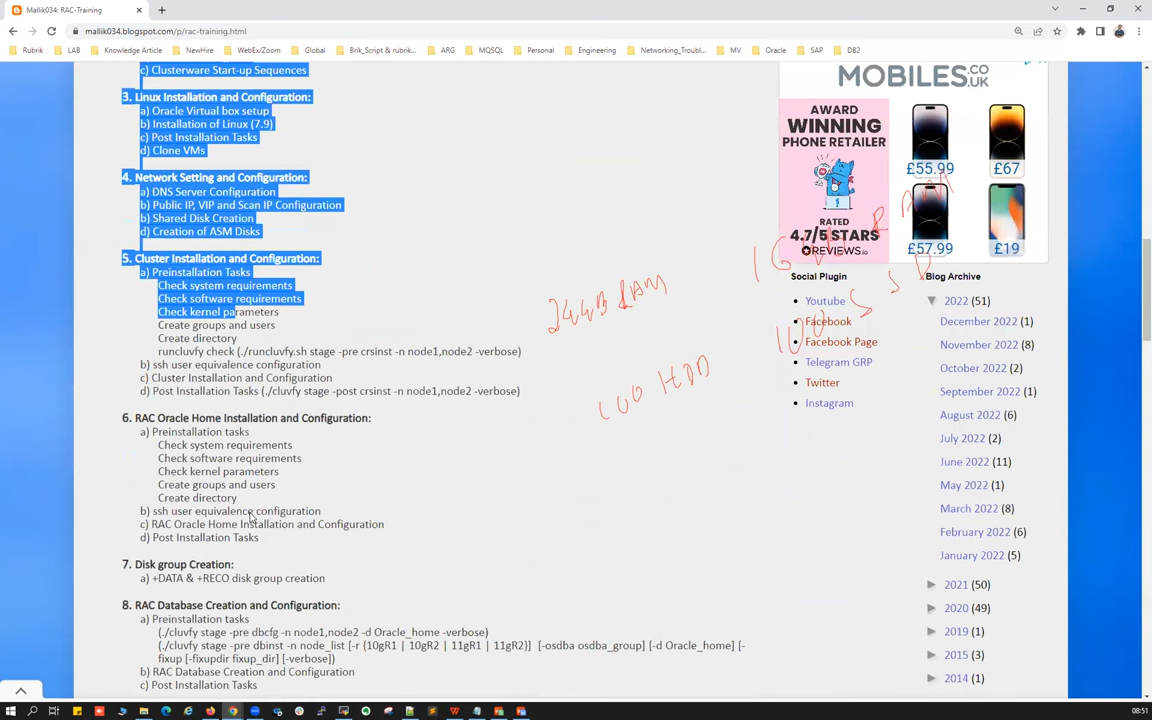 Mallik034: RAC-Training
mallik034.blogspot.com/p/rac-training.html
Rubrik
LAB
Knowledge Article
NewHire
WebEx/Zoom
Global
Brik_Script & rubrik...
ARG
MQSQL
Personal
Engineering
Networking_Troubl...
MV
Oracle
SAP
DB2
c) Clusterware Start-up Sequences
3. Linux Installation and Configuration:
a) Oracle Virtual box setup
b) Installation of Linux (7.9)
c) Post Installation Tasks
d) Clone VMs
4. Network Setting and Configuration:
a) DNS Server Configuration
b) Public IP, VIP and Scan IP Configuration
b) Shared Disk Creation
d) Creation of ASM Disks
5. Cluster Installation and Configuration:
a) Preinstallation Tasks
Check system requirements
Check software requirements
Check kernel parameters
Create groups and users
Create directory
runcluvfy check (./runcluvfy.sh stage -pre crsinst -n node1,node2 -verbose)
b) ssh user equivalence configuration
c) Cluster Installation and Configuration
d) Post Installation Tasks (./cluvfy stage -post crsinst -n node1,node2 -verbose)
6. RAC Oracle Home Installation and Configuration:
a) Preinstallation tasks
Check system requirements
Check software requirements
Check kernel parameters
Create groups and users
Create directory
b) ssh user equivalence configuration
c) RAC Oracle Home Installation and Configuration
d) Post Installation Tasks
7. Disk group Creation:
a) +DATA & +RECO disk group creation
8. RAC Database Creation and Configuration:
a) Preinstallation tasks
(./cluvfy stage -pre dbcfg -n node1,node2 -d Oracle_home -verbose)
(./cluvfy stage -pre dbinst -n node_list [-r {10gR1 | 10gR2 | 11gR1 | 11gR2}] [-osdba osdba_group] [-d Oracle_home] [-
fixup [-fixupdir fixup_dir] [-verbose])
b) RAC Database Creation and Configuration
c) Post Installation Tasks
RAM
100 HDD
100 SSD
MOBILES.CO
.UK
AWARD
WINNING
PHONE RETAILER
RATED
4.7/5 STARS
REVIEWS.io
£55.99
£67
£57.99
£19
Social Plugin
Youtube
Facebook
Facebook Page
Telegram GRP
Twitter
Instagram
Blog Archive
2022 (51)
December 2022 (1)
November 2022 (8)
October 2022 (2)
September 2022 (1)
August 2022 (6)
July 2022 (2)
June 2022 (11)
May 2022 (1)
March 2022 (8)
February 2022 (6)
January 2022 (5)
2021 (50)
2020 (49)
2019 (1)
2015 (3)
2014 (1)
08:51